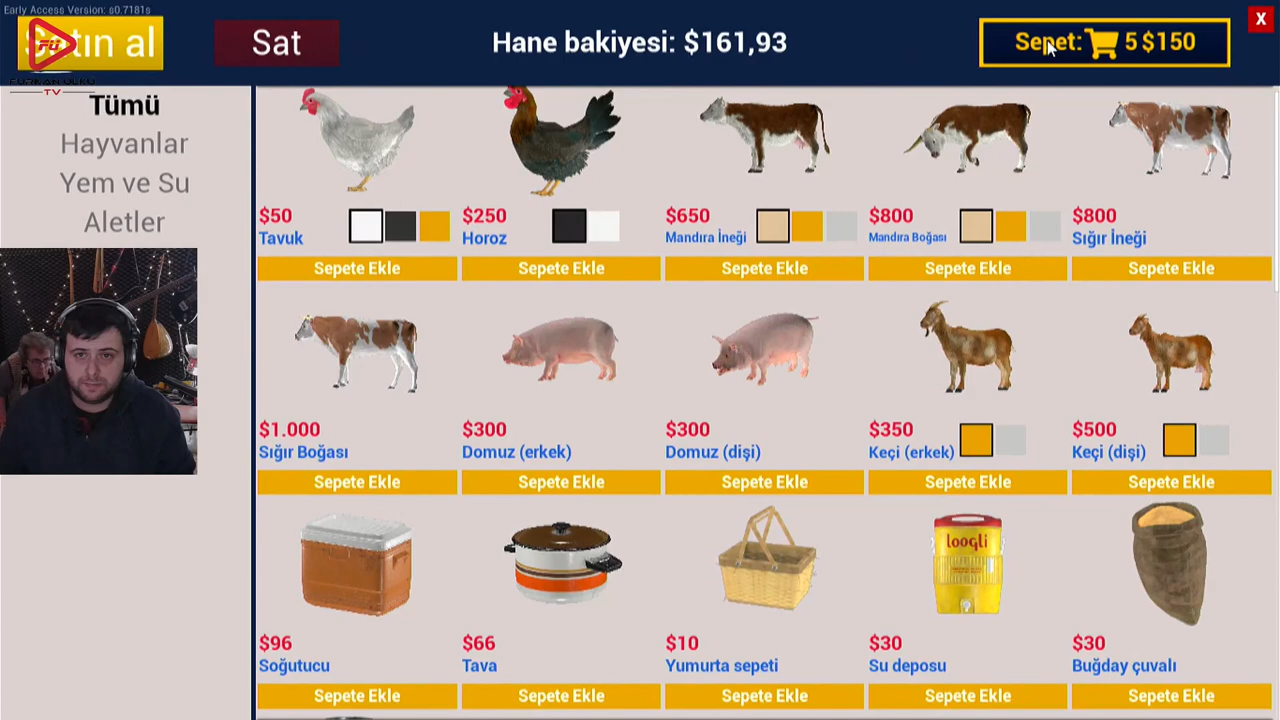 Early Access Version: s0.7181s
Satın al
Sat
Hane bakiyesi: $161,93
Sepet: 5 $150
X
FU
FURKAN ÜLKÜ
TV
Tümü
Hayvanlar
Yem ve Su
Aletler
$50
Tavuk
Sepete Ekle
$250
Horoz
Sepete Ekle
$650
Mandıra İneği
Sepete Ekle
$800
Mandıra Boğası
Sepete Ekle
$800
Sığır İneği
Sepete Ekle
$1.000
Sığır Boğası
Sepete Ekle
$300
Domuz (erkek)
Sepete Ekle
$300
Domuz (dişi)
Sepete Ekle
$350
Keçi (erkek)
Sepete Ekle
$500
Keçi (dişi)
Sepete Ekle
$96
Soğutucu
Sepete Ekle
$66
Tava
Sepete Ekle
$10
Yumurta sepeti
Sepete Ekle
loogli
$30
Su deposu
Sepete Ekle
$30
Buğday çuvalı
Sepete Ekle